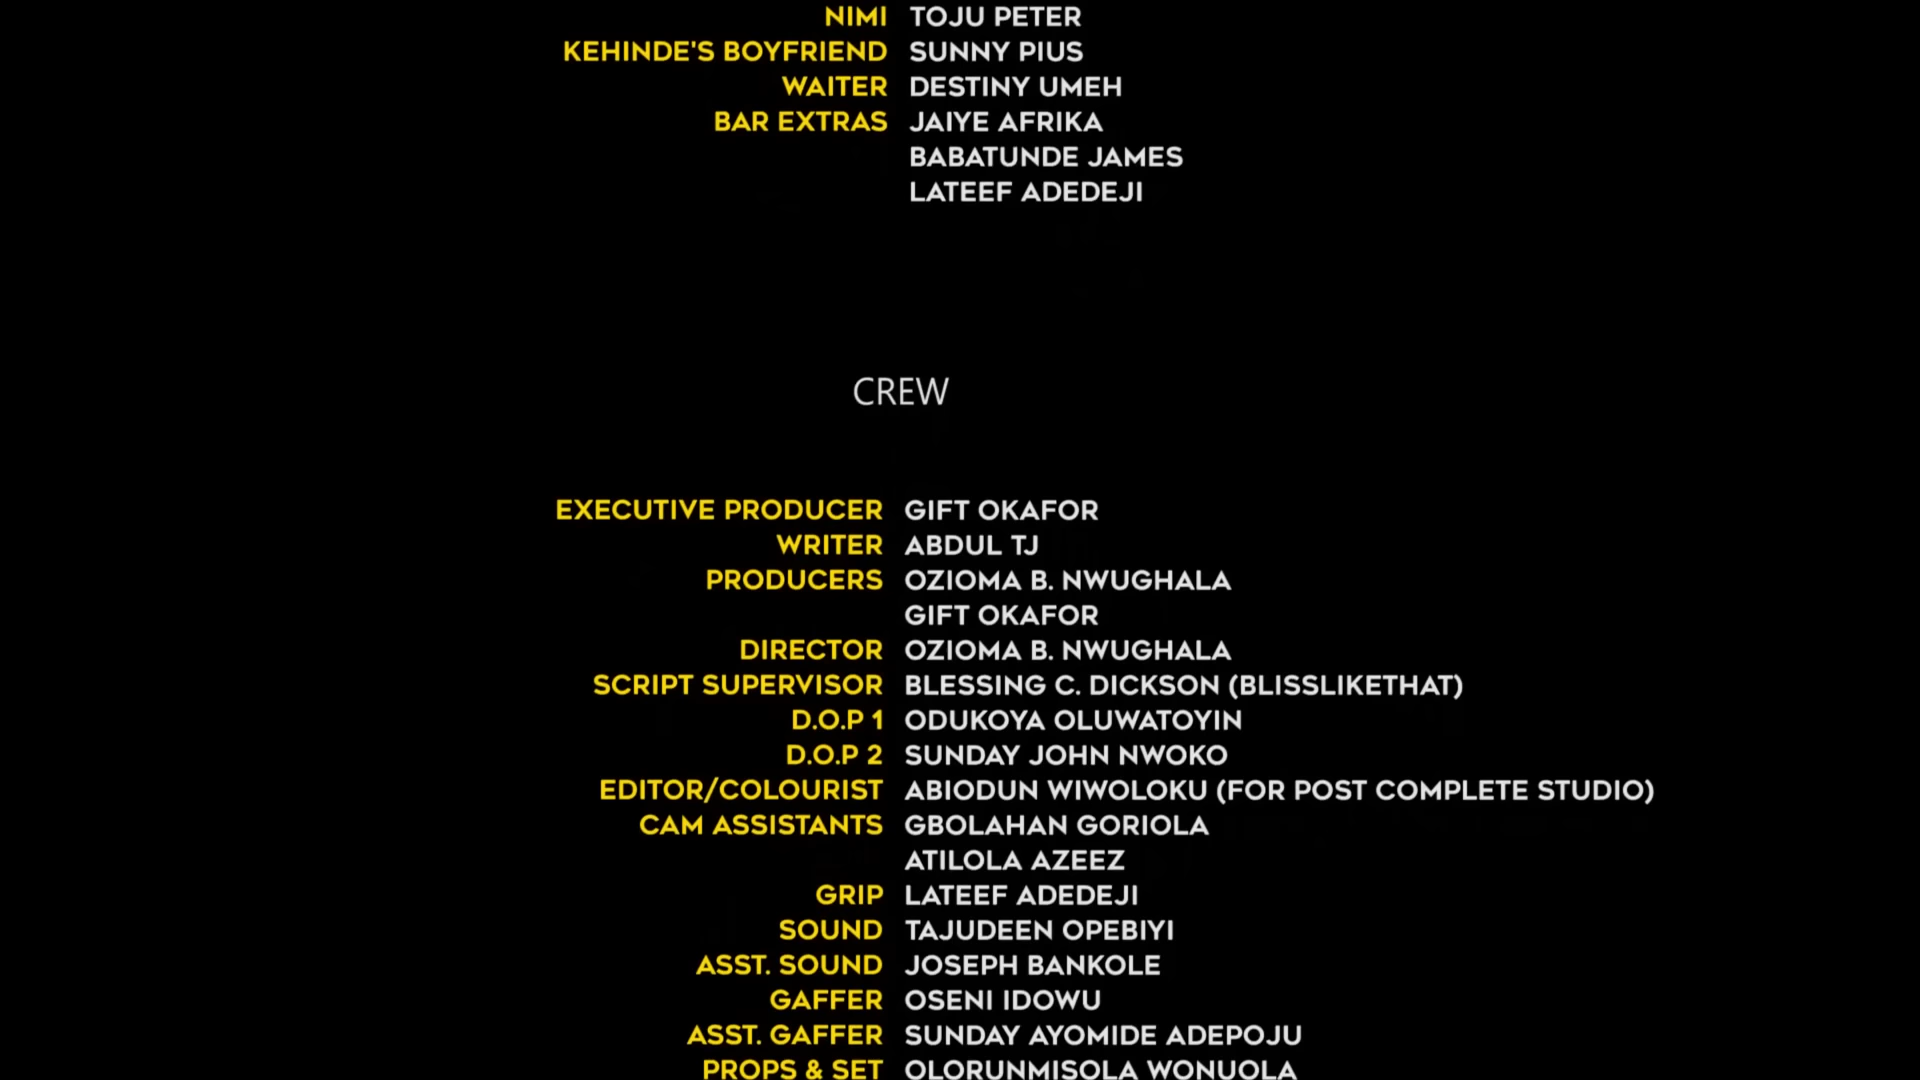 NIMI TOJU PETER
KEHINDE'S BOYFRIEND SUNNY PIUS
WAITER DESTINY UMEH
BAR EXTRAS JAIYE AFRIKA
BABATUNDE JAMES
LATEEF ADEDEJI
CREW
EXECUTIVE PRODUCER GIFT OKAFOR
WRITER ABDUL TJ
PRODUCERS OZIOMA B. NWUGHALA
GIFT OKAFOR
DIRECTOR OZIOMA B. NWUGHALA
SCRIPT SUPERVISOR BLESSING C. DICKSON (BLISSLIKETHAT)
D.O.P 1 ODUKOYA OLUWATOYIN
D.O.P 2 SUNDAY JOHN NWOKO
EDITOR/COLOURIST ABIODUN WIWOLOKU (FOR POST COMPLETE STUDIO)
CAM ASSISTANTS GBOLAHAN GORIOLA
ATILOLA AZEEZ
GRIP LATEEF ADEDEJI
SOUND TAJUDEEN OPEBIYI
ASST. SOUND JOSEPH BANKOLE
GAFFER OSENI IDOWU
ASST. GAFFER SUNDAY AYOMIDE ADEPOJU
PROPS & SET OLORUNMISOLA WONUOLA